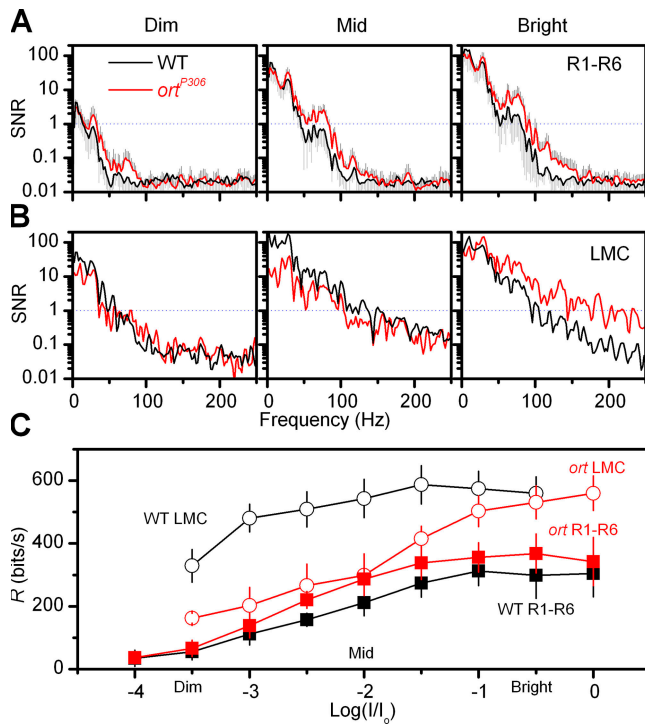 A
Dim
Mid
Bright
WT
ort^P306
R1-R6
SNR
100
10
1
0.1
0.01
B
LMC
SNR
100
10
1
0.1
0.01
0 100 200
0 100 200
0 100 200
Frequency (Hz)
C
R (bits/s)
600
400
200
0
WT LMC
ort LMC
ort R1-R6
WT R1-R6
Dim
Mid
Bright
-4 -3 -2 -1 0
Log(I/I_o)